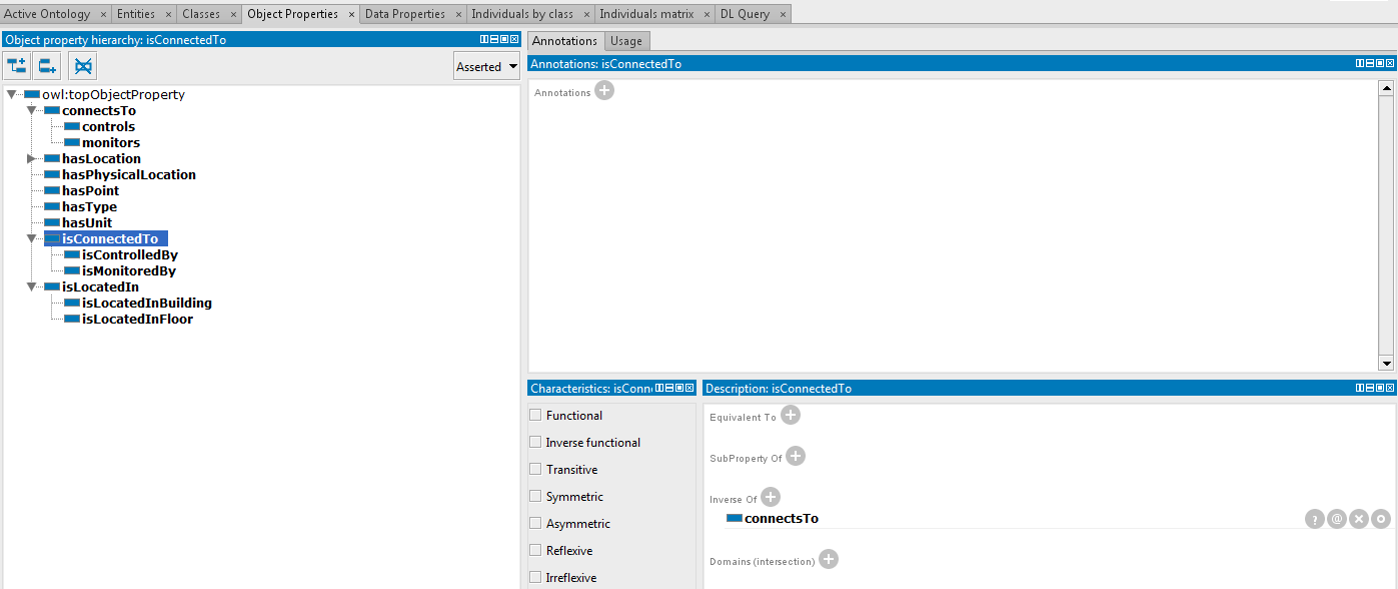 Active Ontology × Entities × Classes × Object Properties × Data Properties × Individuals by class × Individuals matrix × DL Query ×
Object property hierarchy: isConnectedTo
Asserted
owl:topObjectProperty
connectsTo
controls
monitors
hasLocation
hasPhysicalLocation
hasPoint
hasType
hasUnit
isConnectedTo
isControlledBy
isMonitoredBy
isLocatedIn
isLocatedInBuilding
isLocatedInFloor
Annotations Usage
Annotations: isConnectedTo
Annotations
Characteristics: isConn
Functional
Inverse functional
Transitive
Symmetric
Asymmetric
Reflexive
Irreflexive
Description: isConnectedTo
Equivalent To
SubProperty Of
Inverse Of
connectsTo
Domains (intersection)